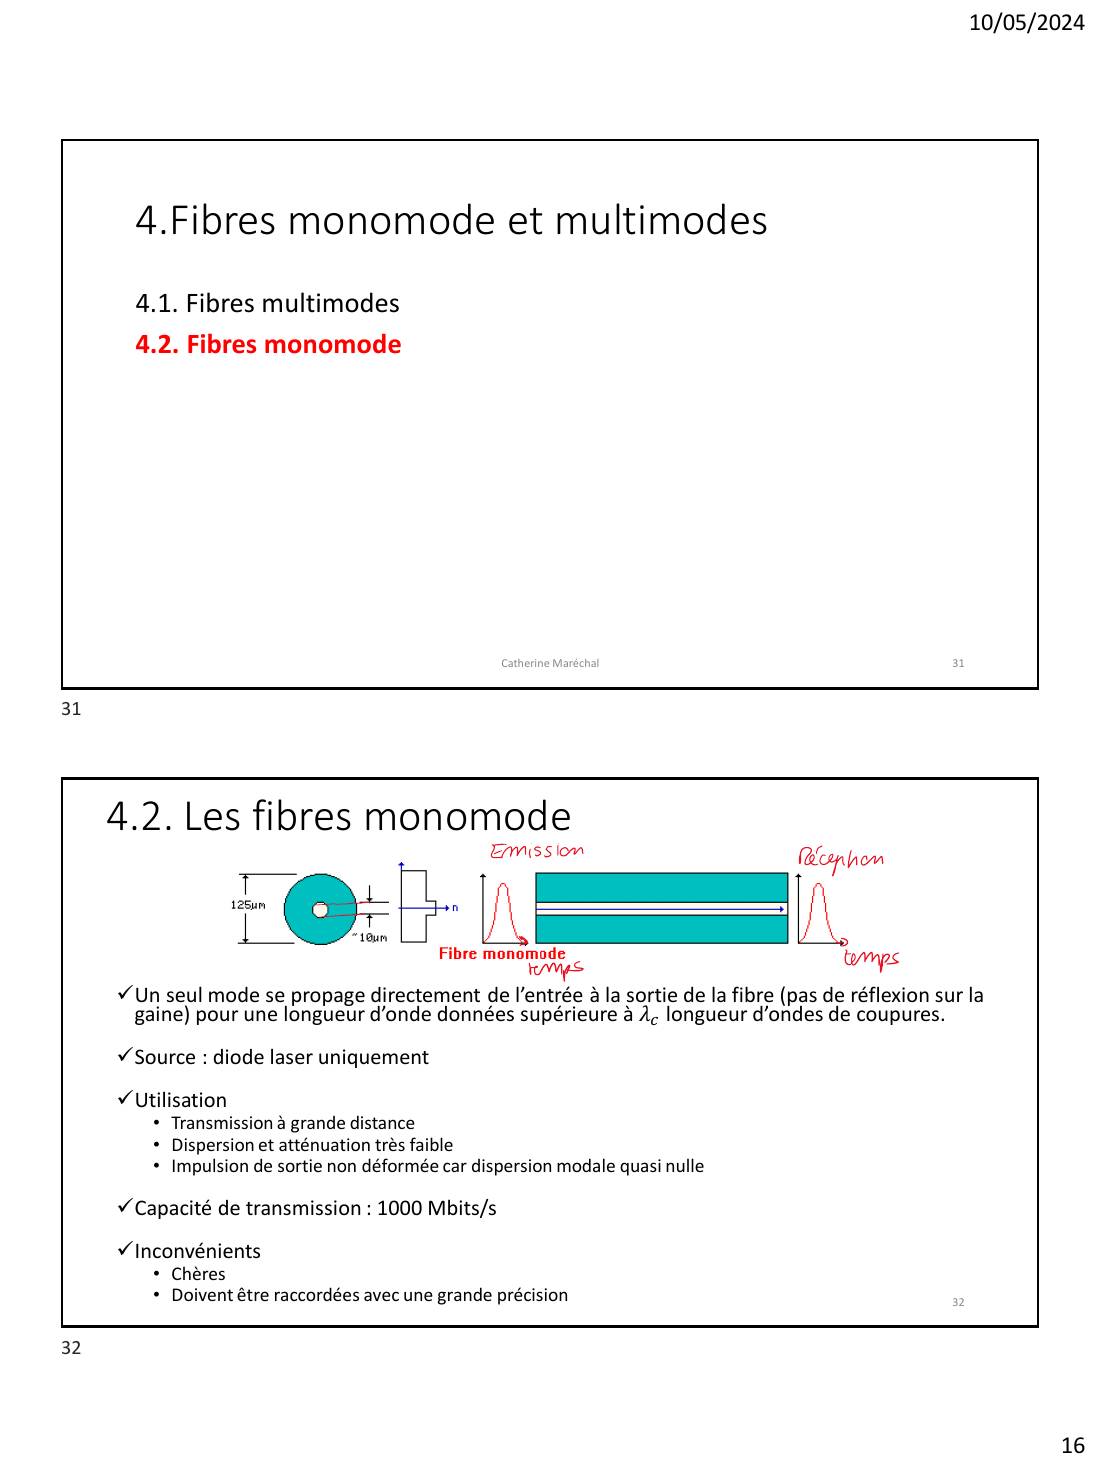 10/05/2024
4.Fibres monomode et multimodes
4.1. Fibres multimodes
4.2. Fibres monomode
Catherine Maréchal
31
31
4.2. Les fibres monomode
Emission
Réception
125µm
n
~10µm
Fibre monomode
temps
temps
✓Un seul mode se propage directement de l’entrée à la sortie de la fibre (pas de réflexion sur la
gaine) pour une longueur d’onde données supérieure à λc longueur d’ondes de coupures.
✓Source : diode laser uniquement
✓Utilisation
• Transmission à grande distance
• Dispersion et atténuation très faible
• Impulsion de sortie non déformée car dispersion modale quasi nulle
✓Capacité de transmission : 1000 Mbits/s
✓Inconvénients
• Chères
• Doivent être raccordées avec une grande précision
32
32
16